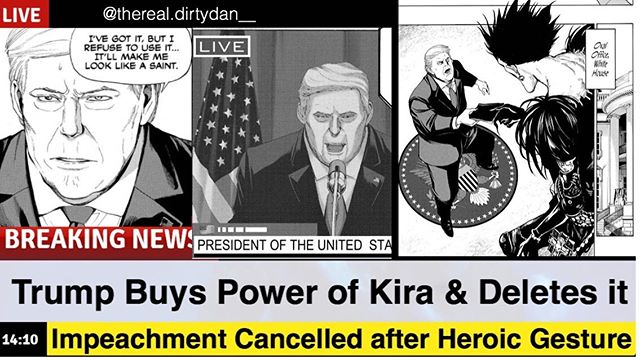 LIVE
@thereal.dirtydan__
I'VE GOT IT, BUT I
REFUSE TO USE IT...
IT'LL MAKE ME
LOOK LIKE A SAINT.
LIVE
Oval
Office,
White
House
BREAKING NEWS
PRESIDENT OF THE UNITED STA
Trump Buys Power of Kira & Deletes it
14:10 Impeachment Cancelled after Heroic Gesture